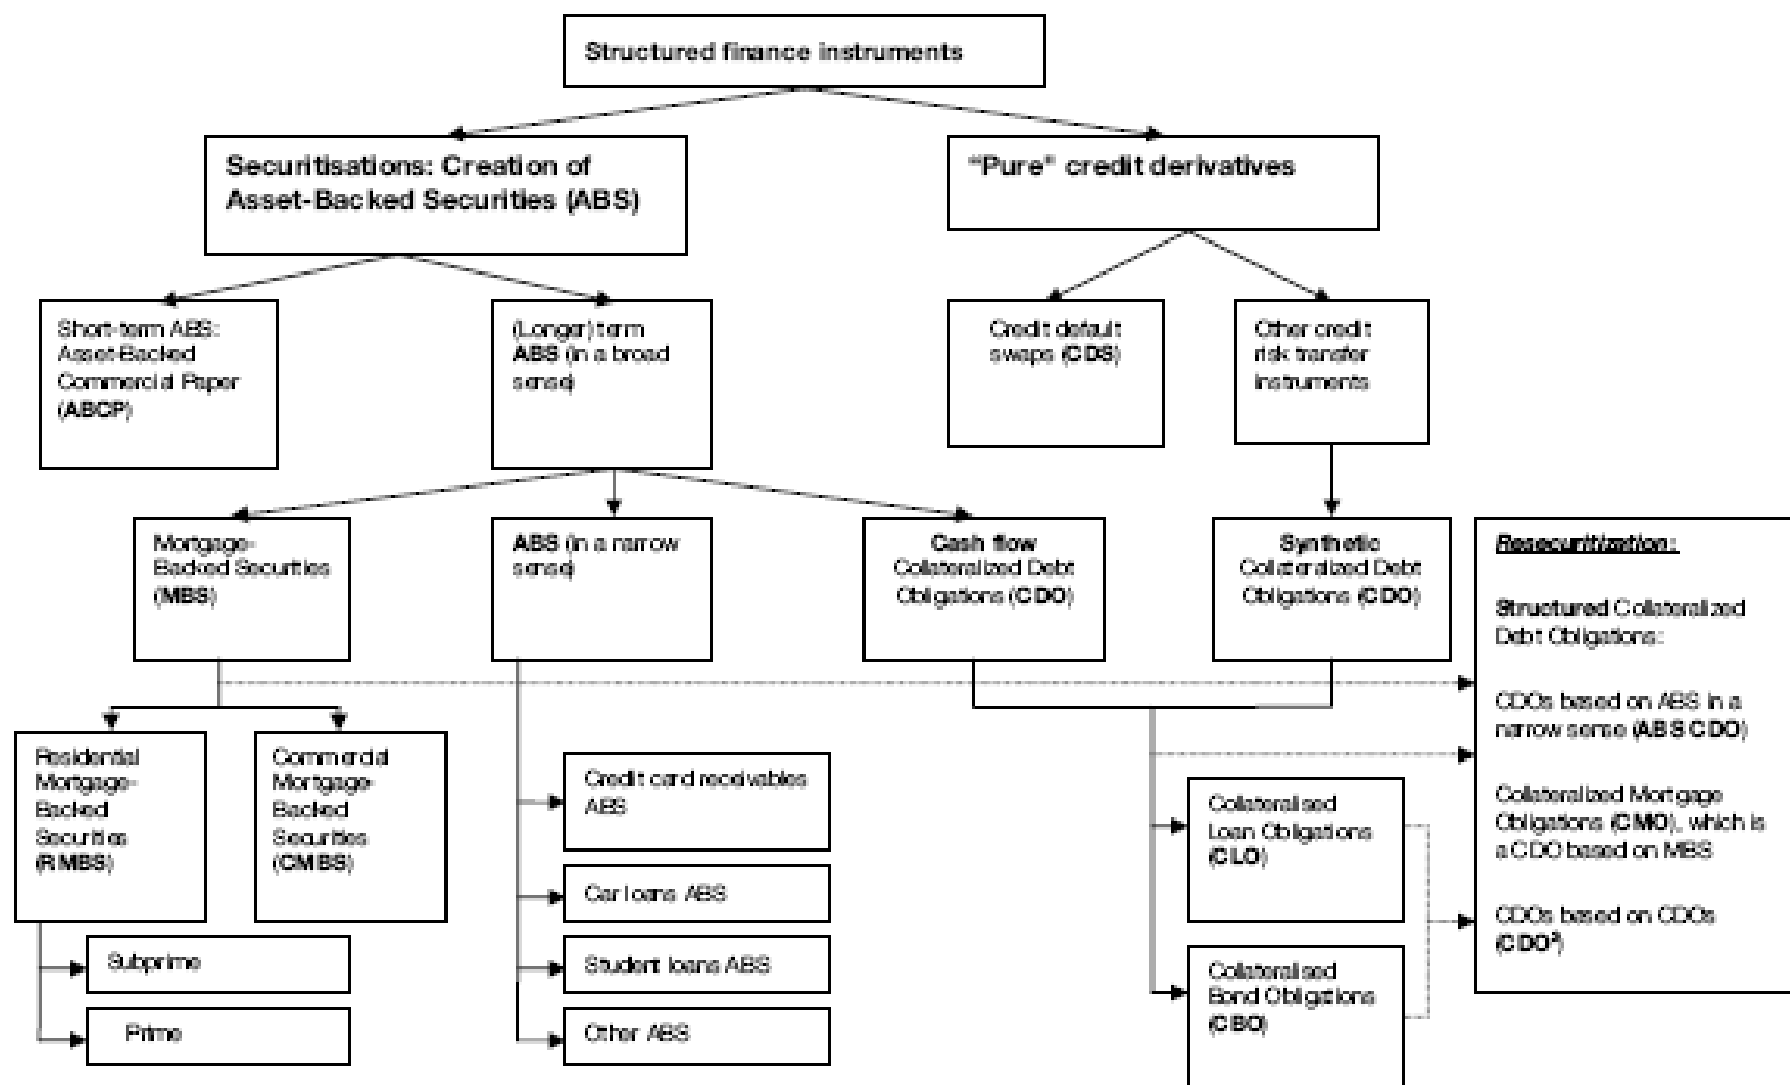 Structured finance instruments
Securitisations: Creation of
Asset-Backed Securities (ABS)
"Pure" credit derivatives
Short-term ABS:
Asset-Backed
Commercial Paper
(ABCP)
(Longer) term
ABS (in a broad
sense)
Credit default
swaps (CDS)
Other credit
risk transfer
instruments
Mortgage-
Backed Securities
(MBS)
ABS (in a narrow
sense)
Cash flow
Collateralized Debt
Obligations (CDO)
Synthetic
Collateralized Debt
Obligations (CDO)
Resecuritization:
Structured Collateralized
Debt Obligations:
CDOs based on ABS in a
narrow sense (ABS CDO)
Collateralized Mortgage
Obligations (CMO), which is
a CDO based on MBS
CDOs based on CDOs
(CDO²)
Residential
Mortgage-
Backed
Securities
(RMBS)
Commercial
Mortgage-
Backed
Securities
(CMBS)
Credit card receivables
ABS
Car loans ABS
Student loans ABS
Other ABS
Collateralised
Loan Obligations
(CLO)
Collateralised
Bond Obligations
(CBO)
Subprime
Prime